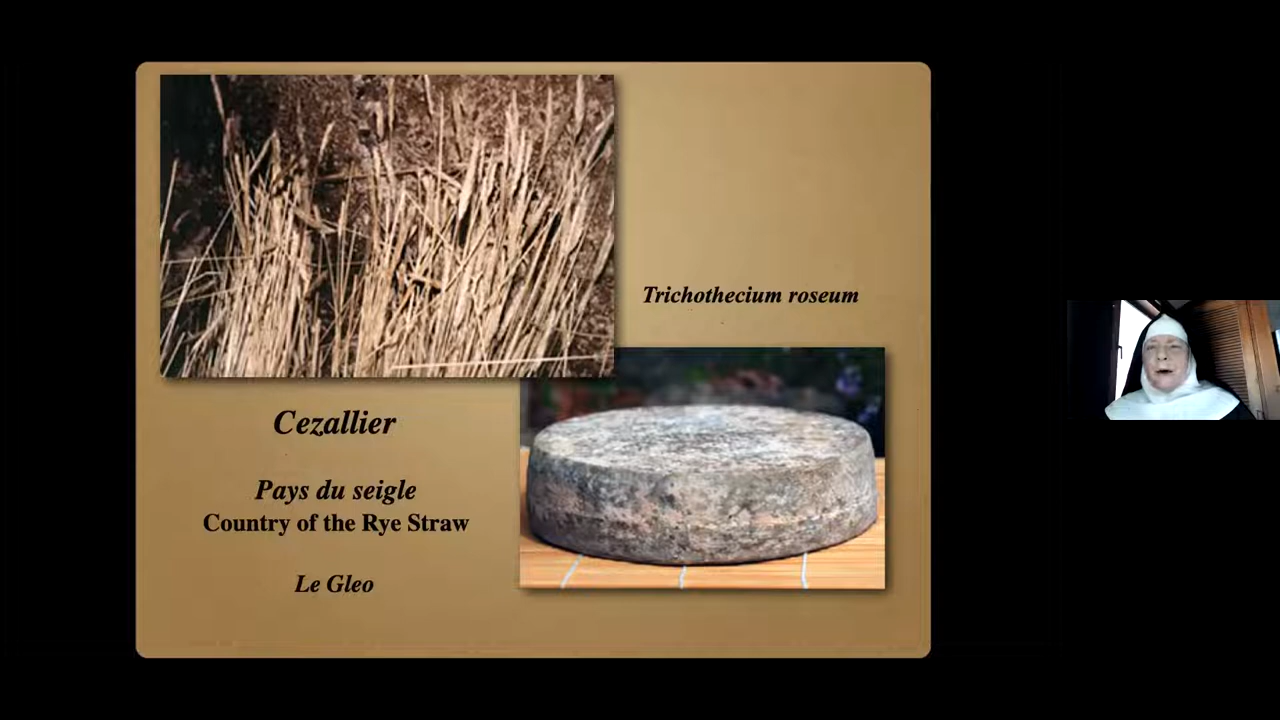 Trichothecium roseum
Cezallier
Pays du seigle
Country of the Rye Straw
Le Gleo